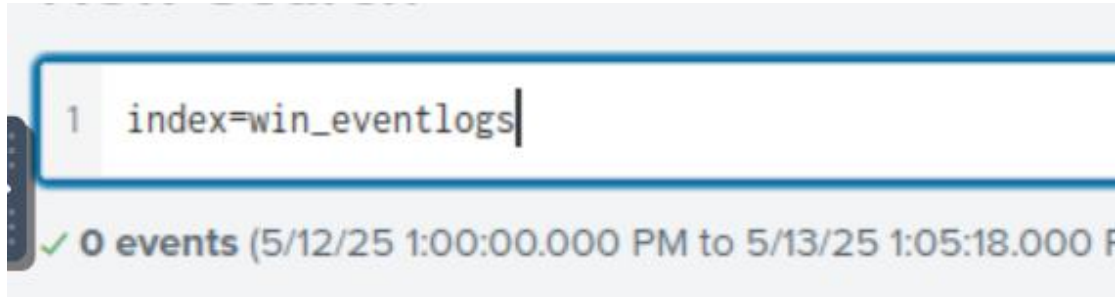 1 index=win_eventlogs
✓ 0 events (5/12/25 1:00:00.000 PM to 5/13/25 1:05:18.000